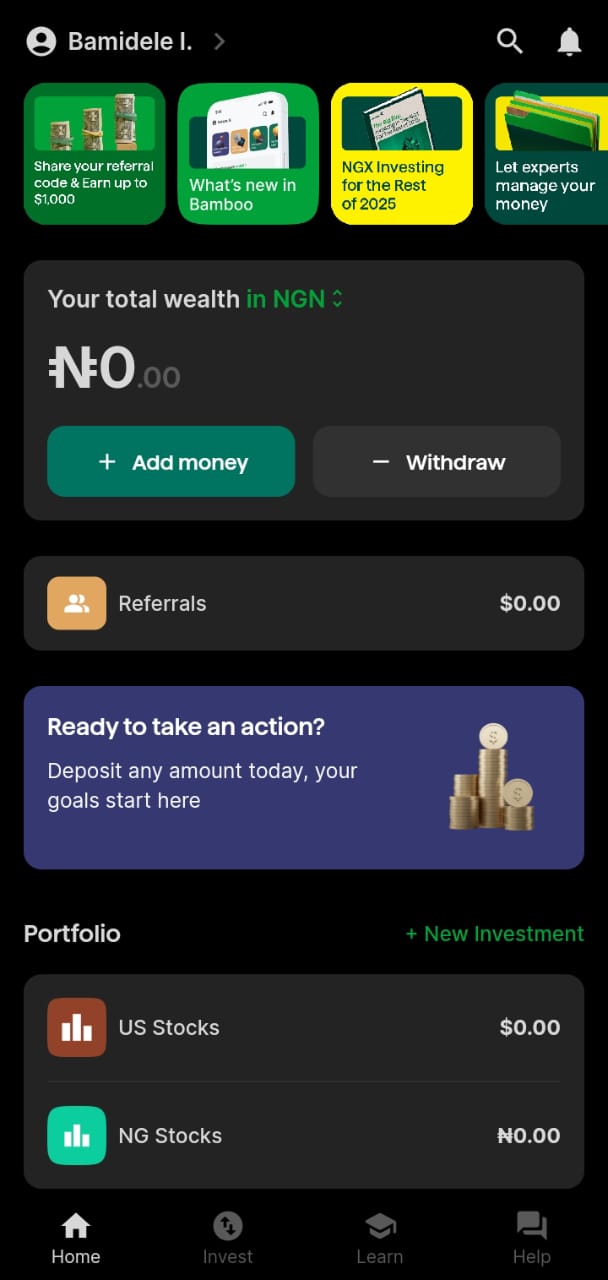 Bamidele I.
Share your referral
code & Earn up to
$1,000
What's new in
Bamboo
NGX Investing
for the Rest
of 2025
Let experts
manage your
money
Your total wealth in NGN
₦0.00
+ Add money
− Withdraw
Referrals
$0.00
Ready to take an action?
Deposit any amount today, your
goals start here
Portfolio
+ New Investment
US Stocks
$0.00
NG Stocks
₦0.00
Home
Invest
Learn
Help